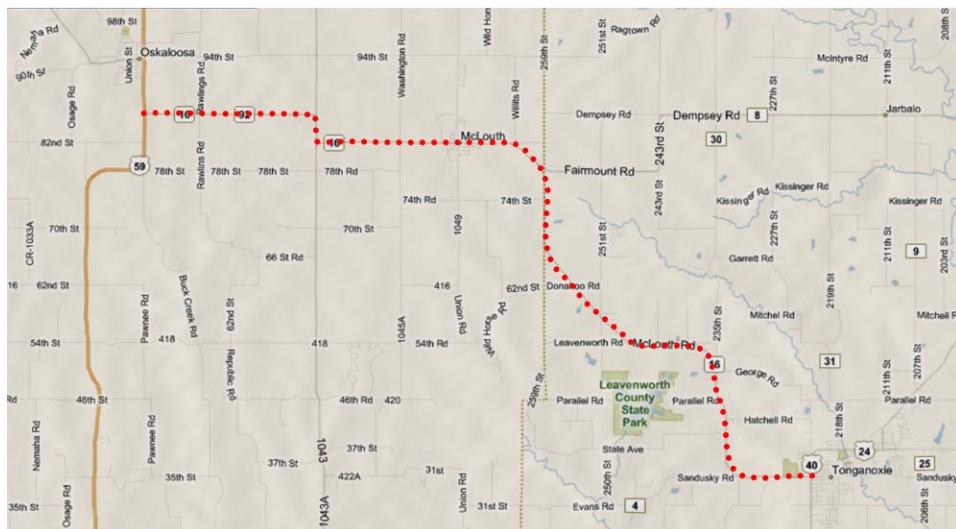 98th St
Nemaha Rd
Union St
Oskaloosa
90th St
94th St
Rawlings Rd
Washington Rd
94th St
Wild Hors
259th St
251st St
Ragtown Rd
McIntyre Rd
211th St
208th St
Osage Rd
16
92
Willits Rd
Dempsey Rd
Dempsey Rd
8
227th St
Jarbalo
82nd St
16
McLouth
243rd St
30
59
Rawlins Rd
78th St
78th St
78th St
78th Rd
Fairmount Rd
Kissinger Rd
Kissinger Rd
Kissinger Rd
74th Rd
74th St
243rd St
CR-1033A
70th St
70th St
1049
251st St
227th St
211th St
9
203rd St
66 St Rd
Garrett Rd
16
62nd St
Buck Creek Rd
62nd St
416
62nd St
Donahoo Rd
219th St
Pawnee Rd
1045A
Union Rd
Wild Horse Rd
235th St
Mitchel Rd
Mitchell Rd
54th St
418
418
54th Rd
Leavenworth Rd
McLouth Rd
16
31
207th St
Republic Rd
259th St
George Rd
Leavenworth
County
State
Park
211th St
Rd
46th St
46th Rd
420
Parallel Rd
Parallel Rd
Parallel Rd
Hatchell Rd
218th St
Nemaha Rd
Pawnee Rd
37th St
1043
37th St
State Ave
24
35th St
422A
31st
250th St
Sandusky Rd
40
Tonganoxie
25
Sandusky
35th St
Osage Rd
1043A
Union Rd
31st St
Evans Rd
4
206th St